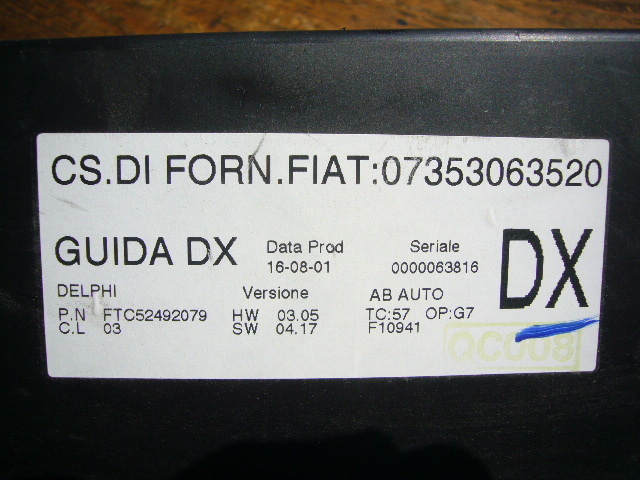 CS.DI FORN.FIAT:07353063520
GUIDA DX Data Prod Seriale DX
16-08-01 0000063816
DELPHI Versione AB AUTO
P.N FTC52492079 HW 03.05 TC:57 OP:G7
C.L 03 SW 04.17 F10941
QC008